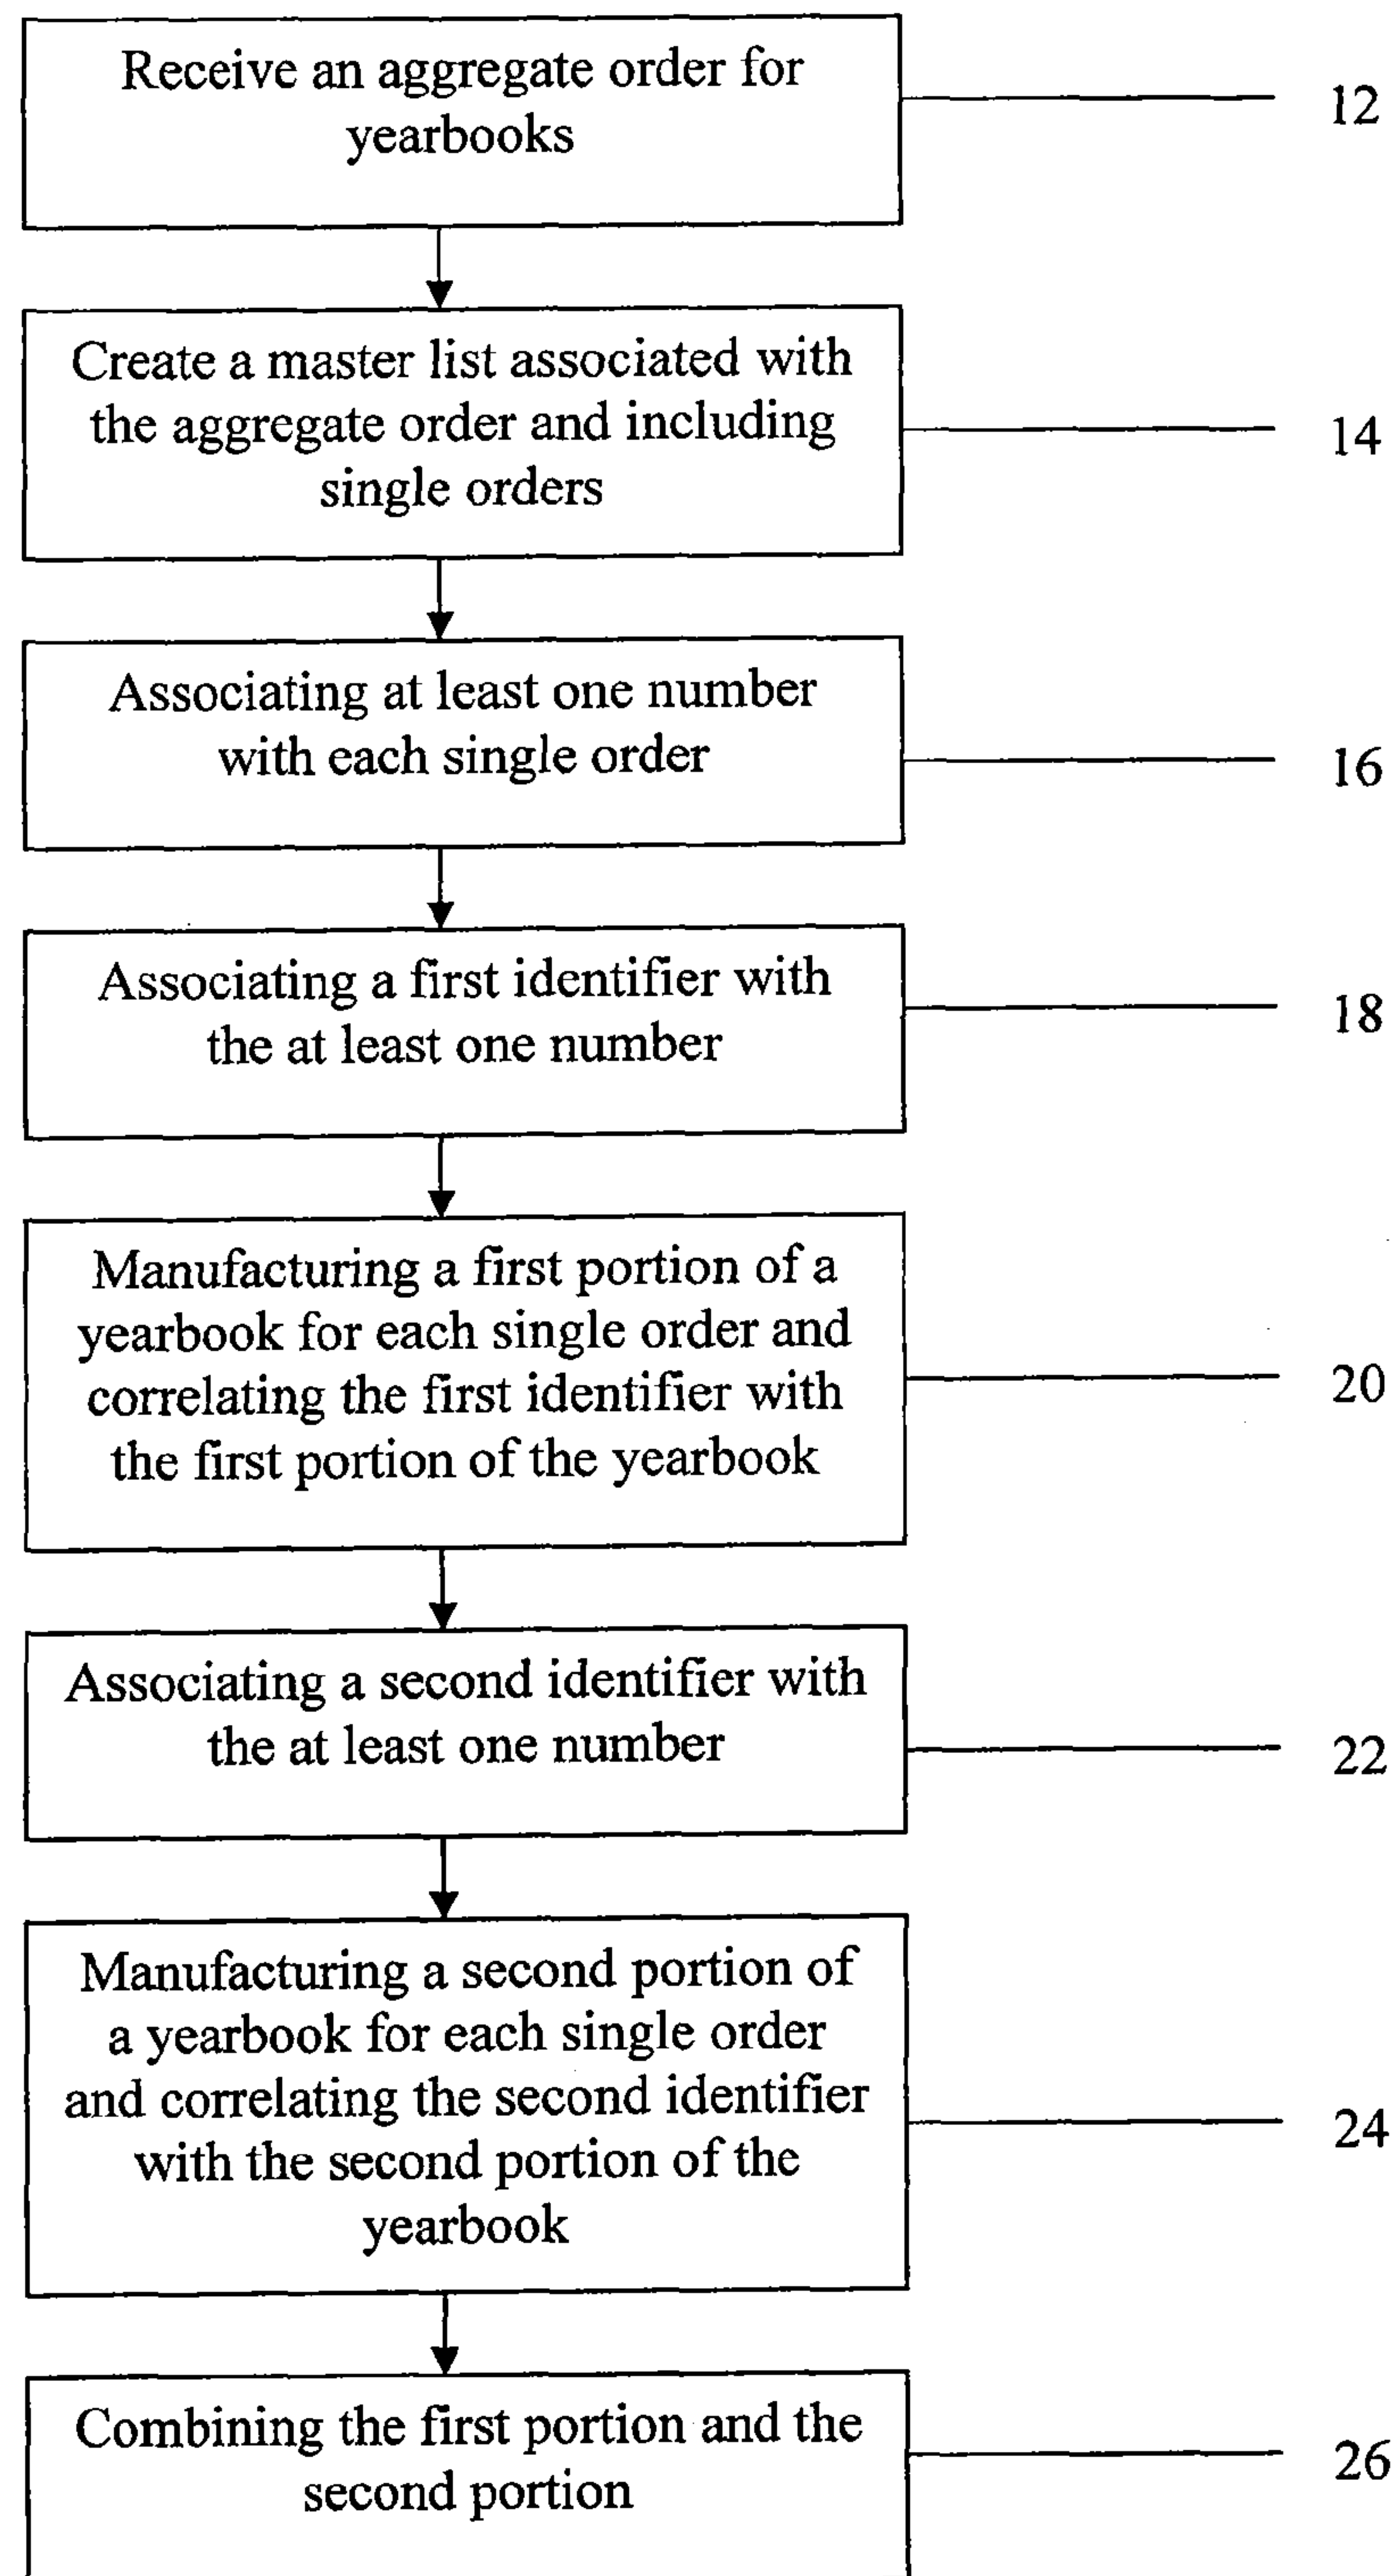 Receive an aggregate order for
yearbooks
12
Create a master list associated with
the aggregate order and including
single orders
14
Associating at least one number
with each single order
16
Associating a first identifier with
the at least one number
18
Manufacturing a first portion of a
yearbook for each single order and
correlating the first identifier with
the first portion of the yearbook
20
Associating a second identifier with
the at least one number
22
Manufacturing a second portion of
a yearbook for each single order
and correlating the second identifier
with the second portion of the
yearbook
24
Combining the first portion and the
second portion
26